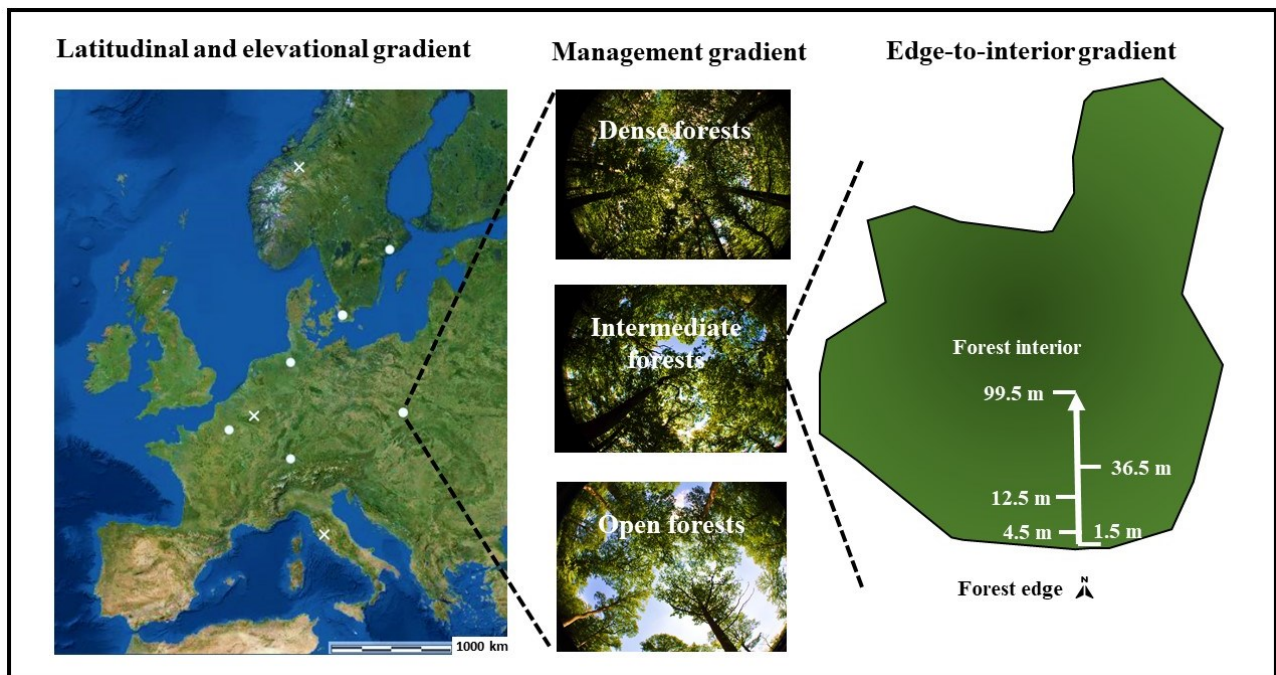 Latitudinal and elevational gradient
Management gradient
Edge-to-interior gradient
Dense forests
Intermediate
forests
Open forests
Forest interior
99.5 m
36.5 m
12.5 m
4.5 m
1.5 m
Forest edge
N
1000 km